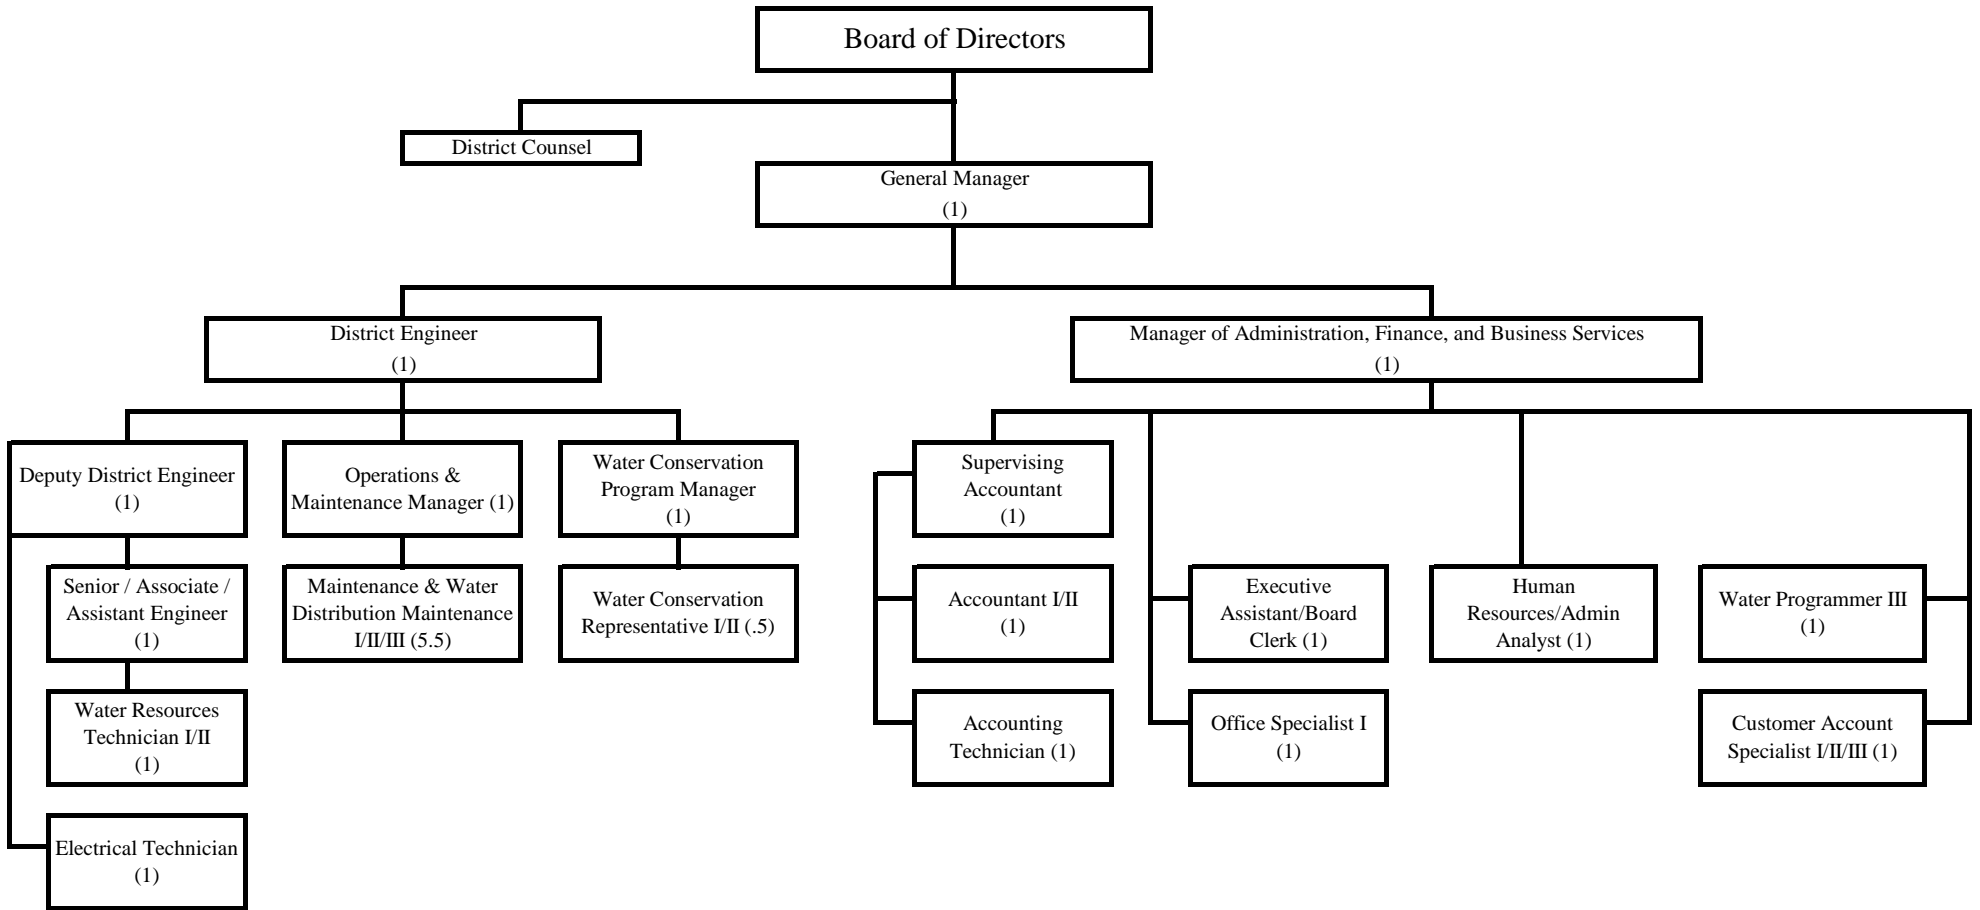 Board of Directors
District Counsel
General Manager
(1)
District Engineer
(1)
Manager of Administration, Finance, and Business Services
(1)
Deputy District Engineer
(1)
Operations &
Maintenance Manager (1)
Water Conservation
Program Manager
(1)
Supervising
Accountant
(1)
Senior / Associate /
Assistant Engineer
(1)
Maintenance & Water
Distribution Maintenance
I/II/III (5.5)
Water Conservation
Representative I/II (.5)
Accountant I/II
(1)
Executive
Assistant/Board
Clerk (1)
Human
Resources/Admin
Analyst (1)
Water Programmer III
(1)
Water Resources
Technician I/II
(1)
Accounting
Technician (1)
Office Specialist I
(1)
Customer Account
Specialist I/II/III (1)
Electrical Technician
(1)